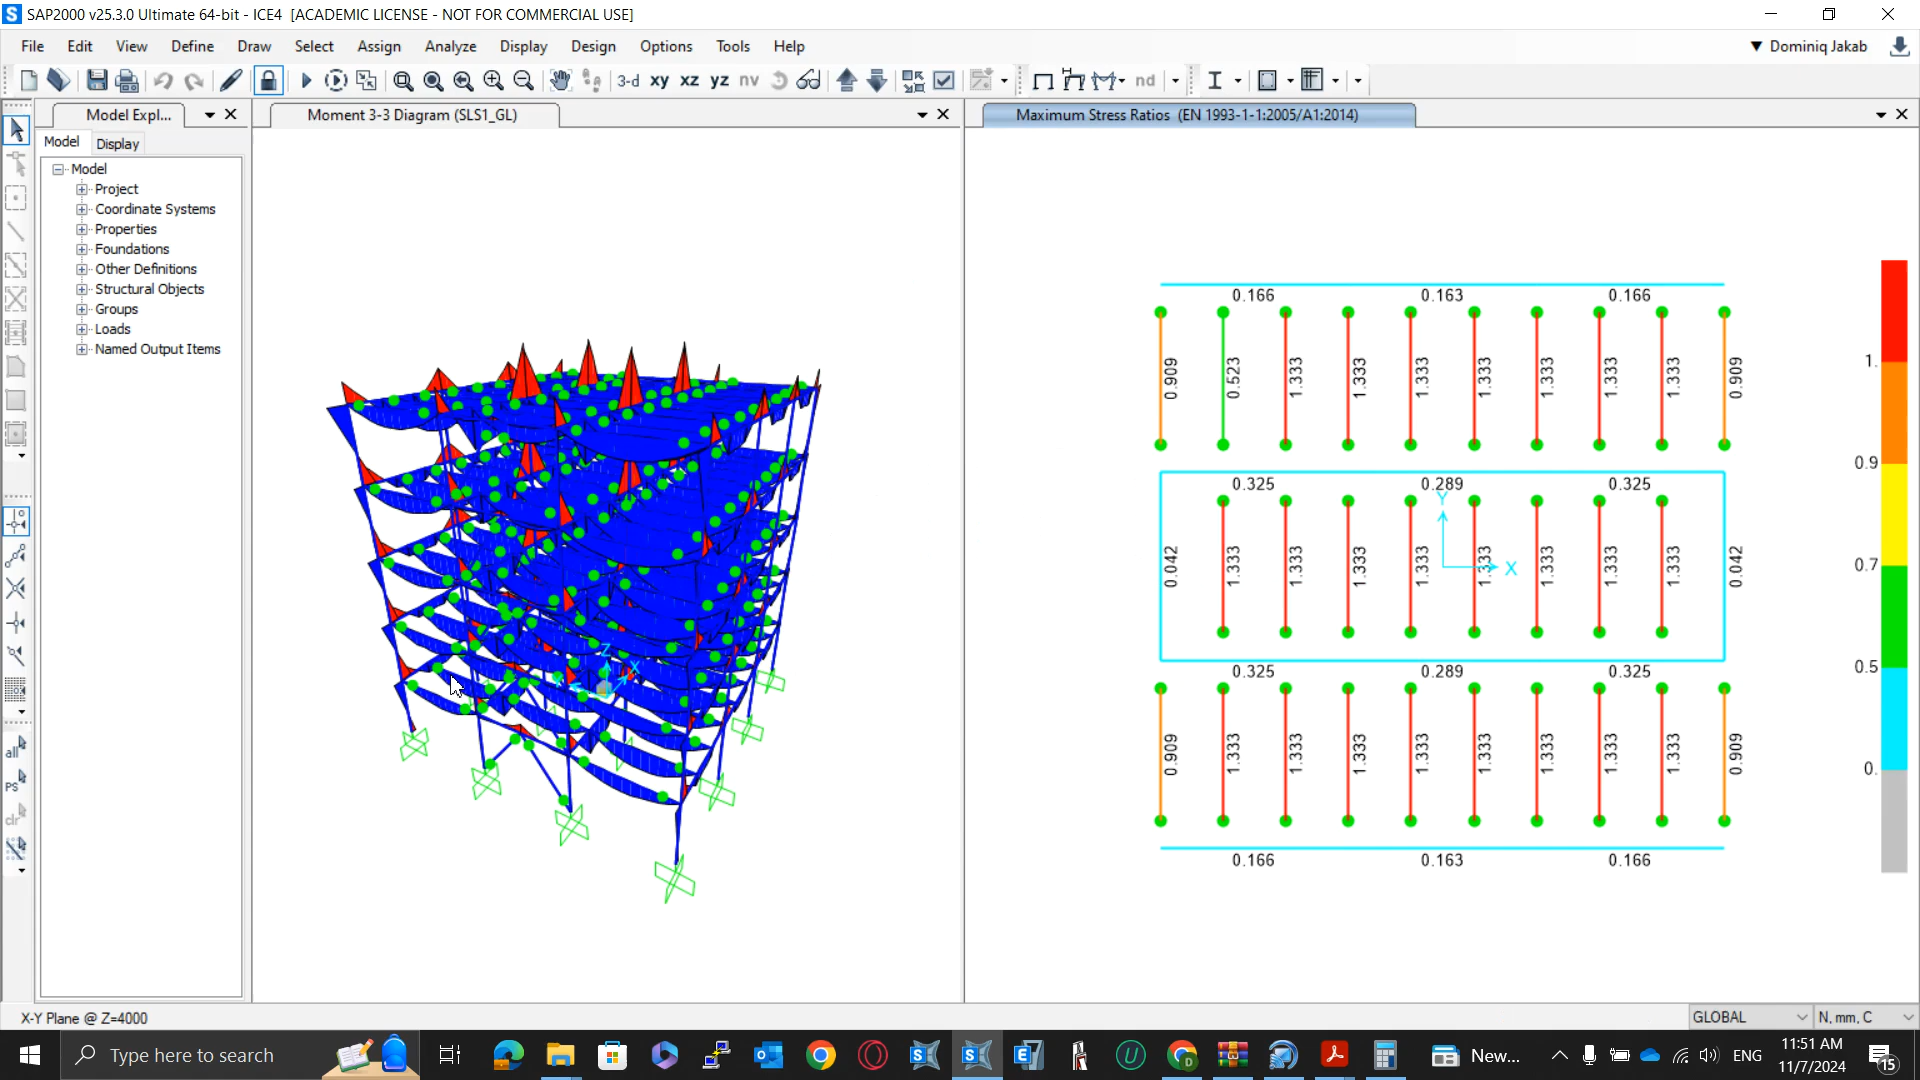 SAP2000 v25.3.0 Ultimate 64-bit - ICE4 [ACADEMIC LICENSE - NOT FOR COMMERCIAL USE]
File Edit View Define Draw Select Assign Analyze Display Design Options Tools Help
Dominiq Jakab
3-d xy xz yz nv nd
Model Expl...
Moment 3-3 Diagram (SLS1_GL)
Maximum Stress Ratios (EN 1993-1-1:2005/A1:2014)
Model Display
Model
Project
Coordinate Systems
Properties
Foundations
Other Definitions
Structural Objects
Groups
Loads
Named Output Items
all
PS
clr
Z
X
0.166 0.163 0.166
0.909 0.523 1.333 1.333 1.333 1.333 1.333 1.333 1.333 0.909
0.325 0.289 0.325
Y
X
0.042 1.333 1.333 1.333 1.333 1.333 1.333 1.333 1.333 0.042
0.325 0.289 0.325
0.909 1.333 1.333 1.333 1.333 1.333 1.333 1.333 1.333 0.909
0.166 0.163 0.166
1.
0.9
0.7
0.5
0.
X-Y Plane @ Z=4000
GLOBAL
N, mm, C
Type here to search
New...
ENG
11:51 AM
11/7/2024
15